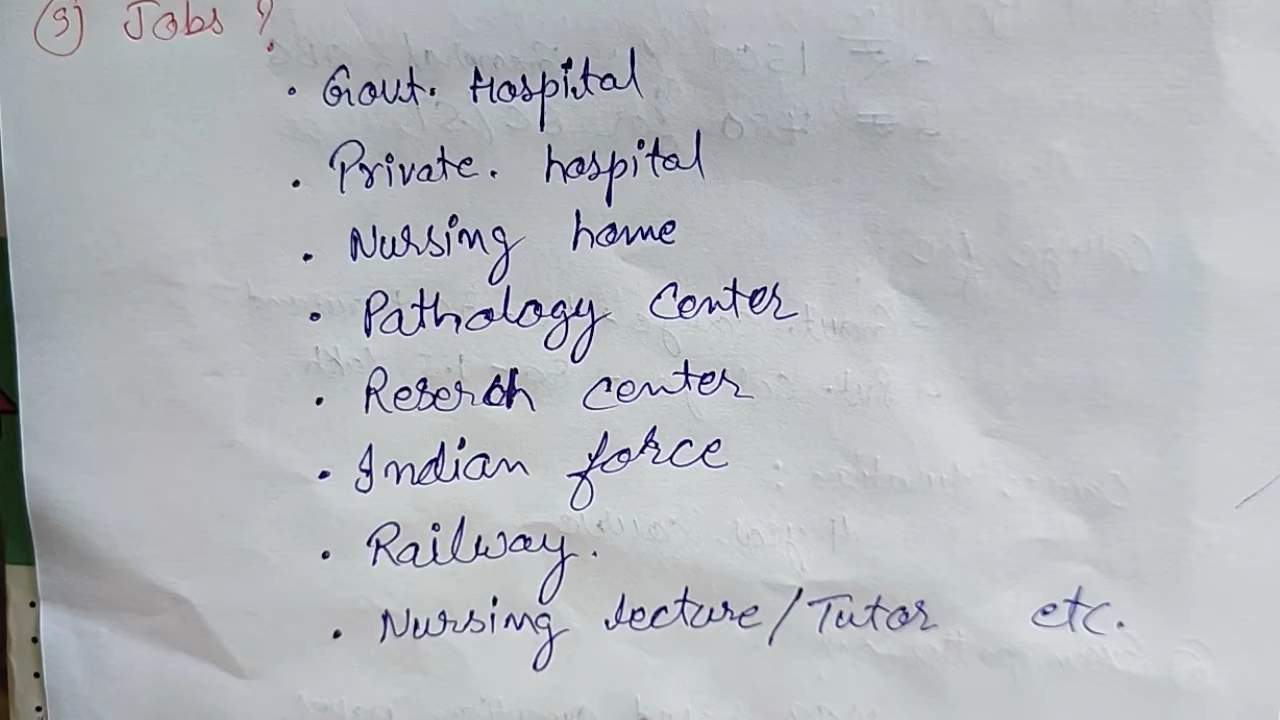 (9) Jobs ?
• Govt. Hospital
• Private. hospital
• Nursing home
• Pathology Center
• Reserch center
• Indian force
• Railway.
• Nursing lecture/Tutor etc.